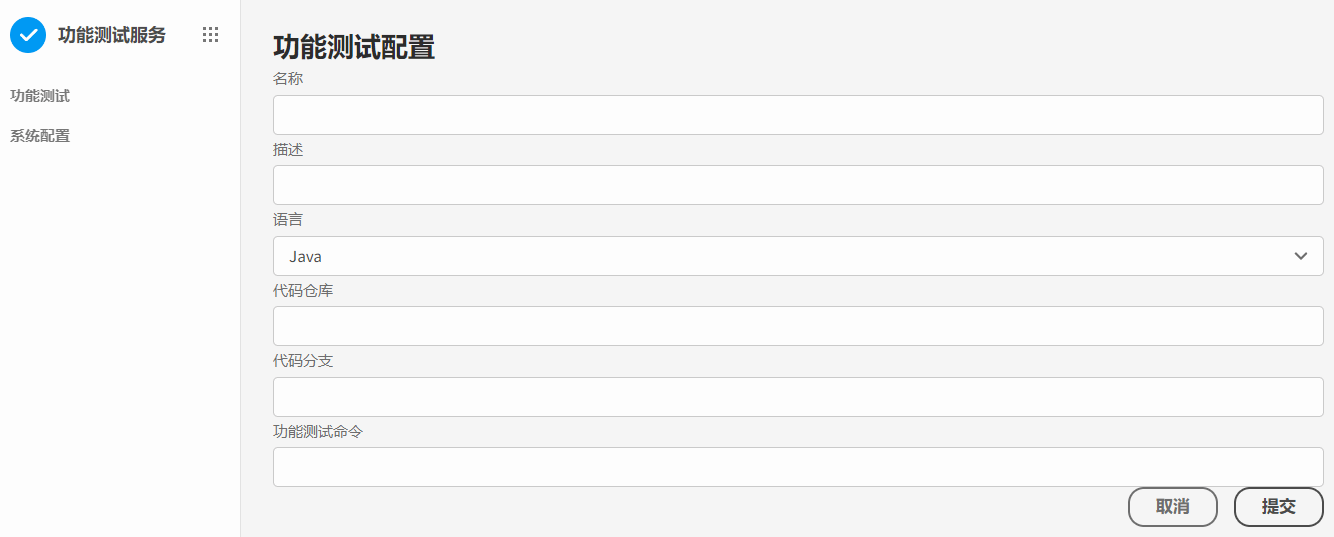 功能测试服务
功能测试
系统配置
功能测试配置
名称
描述
语言
Java
代码仓库
代码分支
功能测试命令
取消
提交